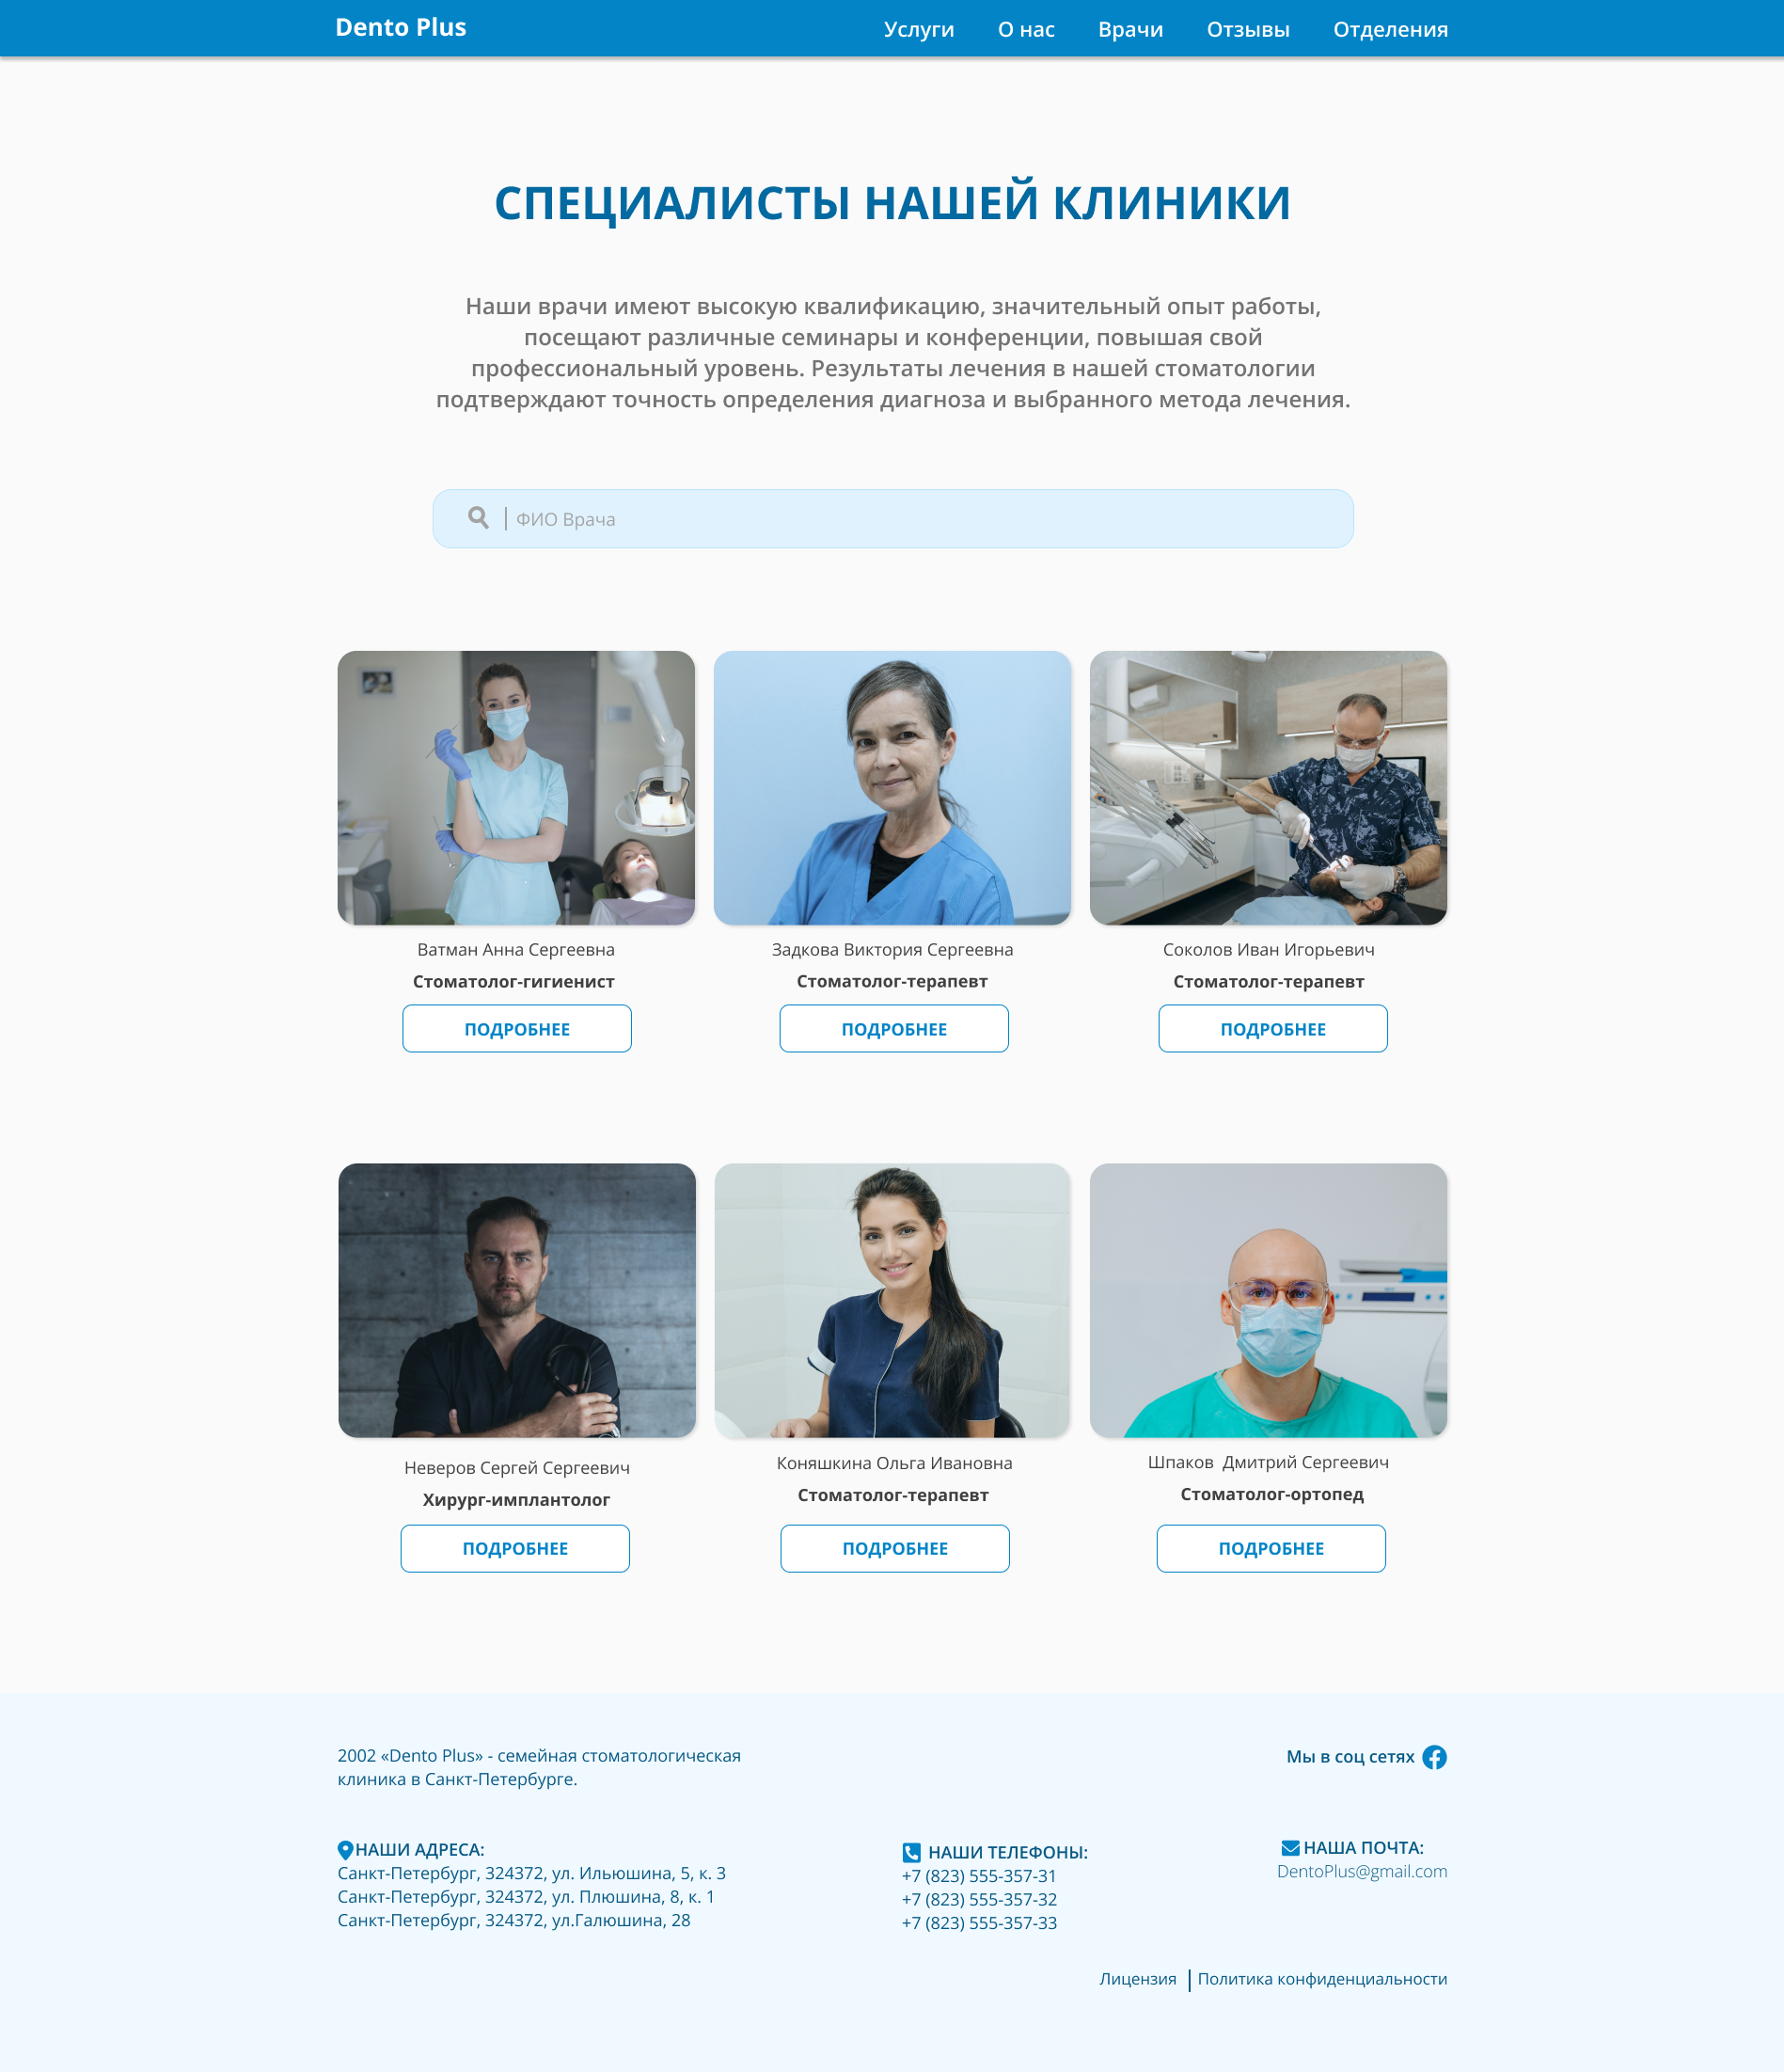 Dento Plus
Услуги
О нас
Врачи
Отзывы
Отделения
СПЕЦИАЛИСТЫ НАШЕЙ КЛИНИКИ
Наши врачи имеют высокую квалификацию, значительный опыт работы,
посещают различные семинары и конференции, повышая свой
профессиональный уровень. Результаты лечения в нашей стоматологии
подтверждают точность определения диагноза и выбранного метода лечения.
ФИО Врача
Ватман Анна Сергеевна
Стоматолог-гигиенист
ПОДРОБНЕЕ
Задкова Виктория Сергеевна
Стоматолог-терапевт
ПОДРОБНЕЕ
Соколов Иван Игорьевич
Стоматолог-терапевт
ПОДРОБНЕЕ
Неверов Сергей Сергеевич
Хирург-имплантолог
ПОДРОБНЕЕ
Коняшкина Ольга Ивановна
Стоматолог-терапевт
ПОДРОБНЕЕ
Шпаков  Дмитрий Сергеевич
Стоматолог-ортопед
ПОДРОБНЕЕ
2002 «Dento Plus» - семейная стоматологическая
клиника в Санкт-Петербурге.
Мы в соц сетях
НАШИ АДРЕСА:
Санкт-Петербург, 324372, ул. Ильюшина, 5, к. 3
Санкт-Петербург, 324372, ул. Плюшина, 8, к. 1
Санкт-Петербург, 324372, ул.Галюшина, 28
НАШИ ТЕЛЕФОНЫ:
+7 (823) 555-357-31
+7 (823) 555-357-32
+7 (823) 555-357-33
НАША ПОЧТА:
DentoPlus@gmail.com
Лицензия
Политика конфиденциальности